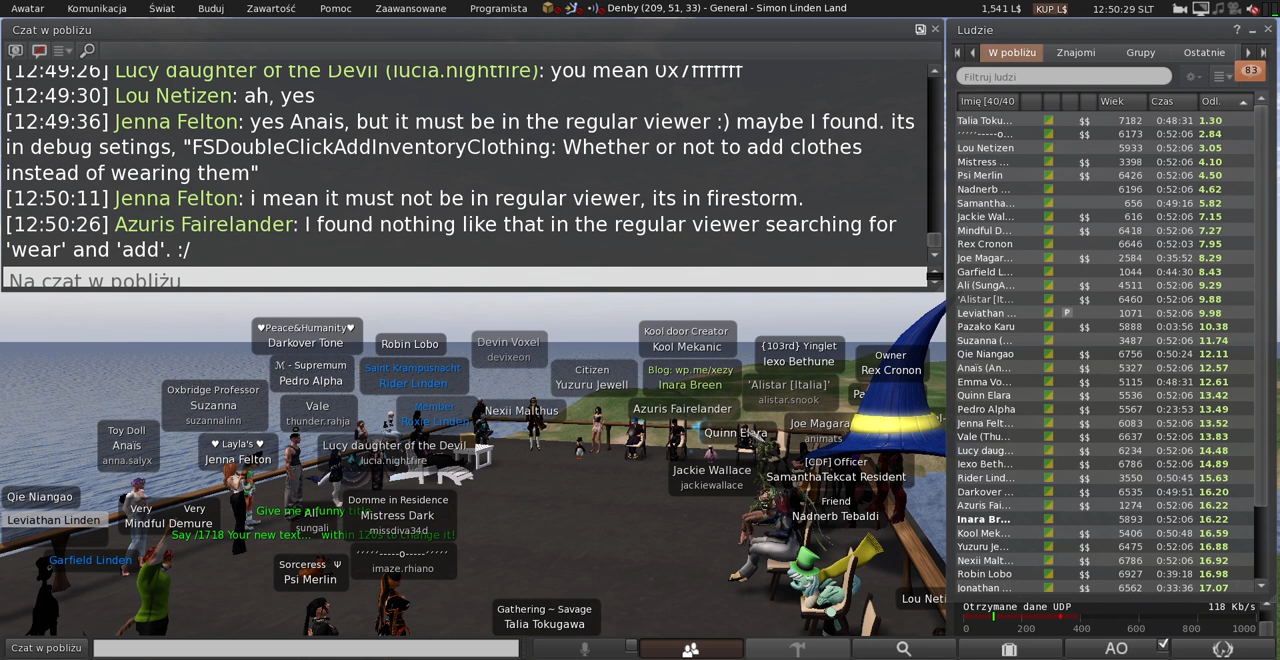 Awatar Komunikacja Świat Buduj Zawartość Pomoc Zaawansowane Programista Denby (209, 51, 33) - General - Simon Linden Land 1,541 L$ KUP L$ 12:50:29 SLT
Czat w pobliżu
[12:49:26] Lucy daughter of the Devil (lucia.nightfire): you mean 0x7fffffff
[12:49:30] Lou Netizen: ah, yes
[12:49:36] Jenna Felton: yes Anais, but it must be in the regular viewer :) maybe I found. its
in debug setings, "FSDoubleClickAddInventoryClothing: Whether or not to add clothes
instead of wearing them"
[12:50:11] Jenna Felton: i mean it must not be in regular viewer, its in firestorm.
[12:50:26] Azuris Fairelander: I found nothing like that in the regular viewer searching for
'wear' and 'add'. :/
Na czat w pobliżu
♥Peace&Humanity♥
Darkover Tone
Robin Lobo
Devin Voxel
devixeon
Kool door Creator
Kool Mekanic
{103rd} Yinglet
Iexo Bethune
Owner
Rex Cronon
ℳ - Supremum
Pedro Alpha
Saint Krampusnacht
Rider Linden
Citizen
Yuzuru Jewell
Blog: wp.me/xezy
Inara Breen
'Alistar [Italia]'
alistar.snook
Pa
Oxbridge Professor
Suzanna
suzannalinn
Vale
thunder.rahja
Member
Roxie Linden
Nexii Malthus
Azuris Fairelander
Joe Magara
animats
Quinn Elara
Toy Doll
Anais
anna.salyx
♥ Layla's ♥
Jenna Felton
Lucy daughter of the Devil
lucia.nightfire
Jackie Wallace
jackiewallace
[CDF] Officer
SamanthaTekcat Resident
Qie Niangao
Leviathan Linden
Very Very
Mindful Demure
Give me a funny title
Ali
sungali
Say /1718 Your new text... within 120s to change it!
Domme in Residence
Mistress Dark
missdiva34d
Friend
Nadnerb Tebaldi
Garfield Linden
Sorceress Ψ
Psi Merlin
′′′′′-----o-----′′′′′
imaze.rhiano
Gathering ~ Savage
Talia Tokugawa
Lou Neti
Czat w pobliżu
AO
Ludzie
W pobliżu Znajomi Grupy Ostatnie
Filtruj ludzi
83
Imię [40/40 Wiek Czas Odl.
Talia Toku... $$ 7182 0:48:31 1.30
′′′′′-----o... $$ 6173 0:52:06 2.84
Lou Netizen 5933 0:52:06 3.05
Mistress ... $$ 3398 0:52:06 4.10
Psi Merlin $$ 6426 0:52:06 4.50
Nadnerb ... 6196 0:52:06 4.62
Samantha... 656 0:49:16 5.82
Jackie Wal... $$ 616 0:52:06 7.15
Mindful D... $$ 6418 0:52:06 7.27
Rex Cronon 6646 0:52:03 7.95
Joe Magar... $$ 2584 0:35:52 8.29
Garfield L... 1044 0:44:30 8.43
Ali (SungA... $$ 4511 0:52:06 9.29
'Alistar [It... $$ 6460 0:52:06 9.88
Leviathan ... P 1071 0:52:06 9.98
Pazako Karu $$ 5888 0:03:56 10.38
Suzanna (... 3487 0:52:06 11.74
Qie Niangao $$ 6756 0:50:24 12.11
Anais (An... $$ 5327 0:52:06 12.57
Emma Vo... $$ 5115 0:48:31 12.61
Quinn Elara $$ 5536 0:52:06 13.42
Pedro Alpha $$ 5567 0:23:53 13.49
Jenna Felt... $$ 6083 0:52:06 13.52
Vale (Thu... $$ 6637 0:52:06 13.83
Lucy daug... $$ 6234 0:52:06 14.48
Iexo Beth... $$ 6786 0:52:06 14.89
Rider Lind... $$ 3550 0:50:45 15.63
Darkover ... $$ 6535 0:49:51 16.20
Azuris Fai... $$ 1274 0:52:06 16.22
Inara Br... 5893 0:52:06 16.22
Kool Mek... $$ 5406 0:50:48 16.59
Yuzuru Je... $$ 6475 0:52:06 16.88
Nexii Malt... $$ 6786 0:52:06 16.92
Robin Lobo $$ 6927 0:39:18 16.98
Jonathan ... $$ 6562 0:33:36 17.07
Otrzymane dane UDP 118 Kb/s
0 200 400 600 800 1000